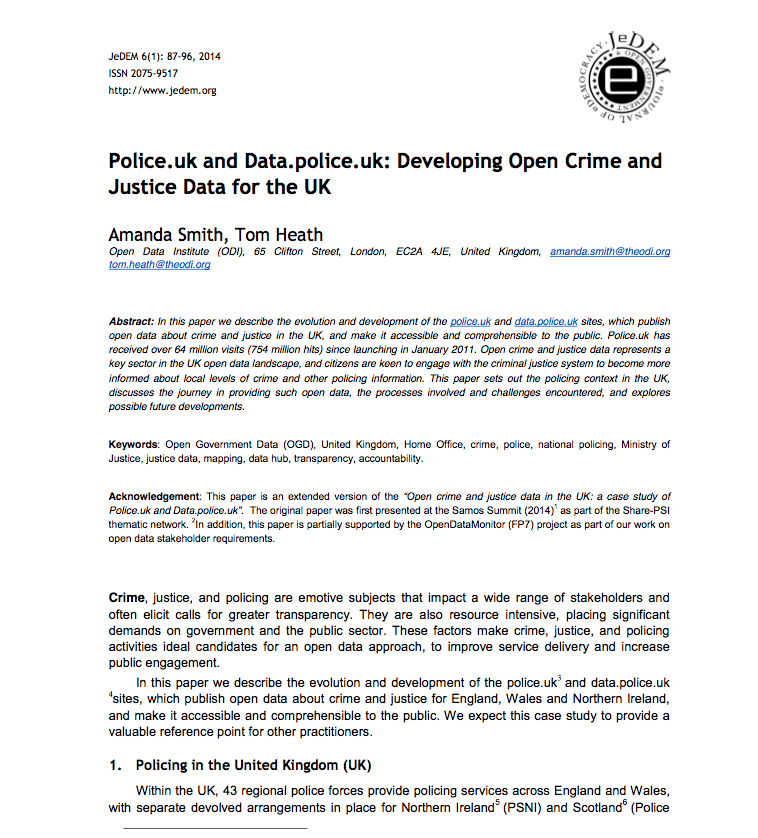 JeDEM 6(1): 87-96, 2014
ISSN 2075-9517
http://www.jedem.org
JeDEM
eJOURNAL OF eDEMOCRACY
& OPEN GOVERNMENT
e
Police.uk and Data.police.uk: Developing Open Crime and
Justice Data for the UK
Amanda Smith, Tom Heath
Open Data Institute (ODI), 65 Clifton Street, London, EC2A 4JE, United Kingdom, amanda.smith@theodi.org
tom.heath@theodi.org
Abstract: In this paper we describe the evolution and development of the police.uk and data.police.uk sites, which publish
open data about crime and justice in the UK, and make it accessible and comprehensible to the public. Police.uk has
received over 64 million visits (754 million hits) since launching in January 2011. Open crime and justice data represents a
key sector in the UK open data landscape, and citizens are keen to engage with the criminal justice system to become more
informed about local levels of crime and other policing information. This paper sets out the policing context in the UK,
discusses the journey in providing such open data, the processes involved and challenges encountered, and explores
possible future developments.
Keywords: Open Government Data (OGD), United Kingdom, Home Office, crime, police, national policing, Ministry of
Justice, justice data, mapping, data hub, transparency, accountability.
Acknowledgement: This paper is an extended version of the "Open crime and justice data in the UK: a case study of
Police.uk and Data.police.uk". The original paper was first presented at the Samos Summit (2014)1 as part of the Share-PSI
thematic network. 2In addition, this paper is partially supported by the OpenDataMonitor (FP7) project as part of our work on
open data stakeholder requirements.
Crime, justice, and policing are emotive subjects that impact a wide range of stakeholders and
often elicit calls for greater transparency. They are also resource intensive, placing significant
demands on government and the public sector. These factors make crime, justice, and policing
activities ideal candidates for an open data approach, to improve service delivery and increase
public engagement.
In this paper we describe the evolution and development of the police.uk3 and data.police.uk
4sites, which publish open data about crime and justice for England, Wales and Northern Ireland,
and make it accessible and comprehensible to the public. We expect this case study to provide a
valuable reference point for other practitioners.
1. Policing in the United Kingdom (UK)
Within the UK, 43 regional police forces provide policing services across England and Wales,
with separate devolved arrangements in place for Northern Ireland5 (PSNI) and Scotland6 (Police